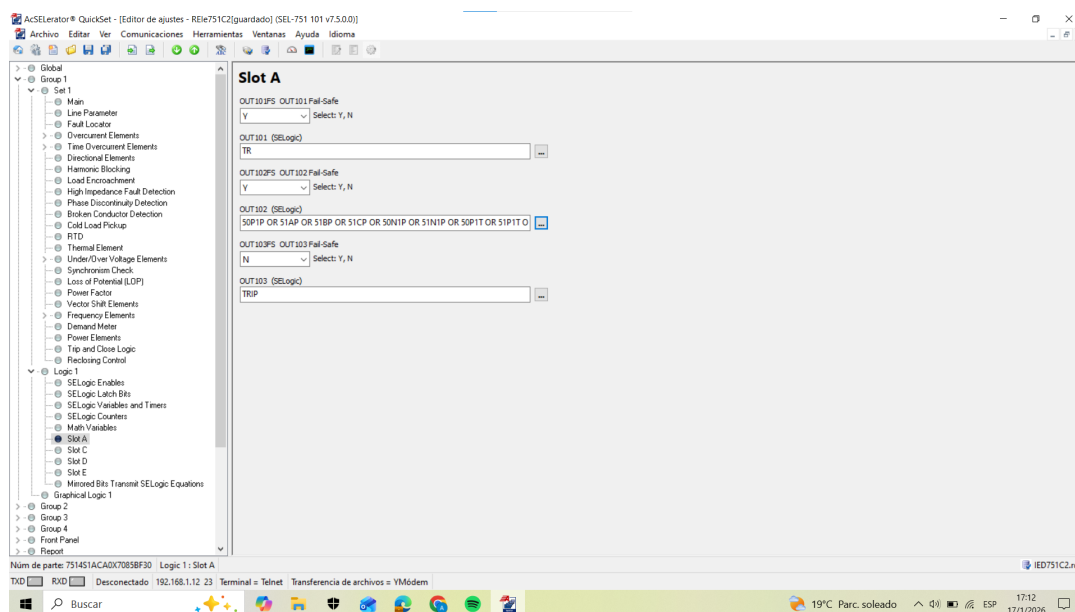 AcSELerator® QuickSet - [Editor de ajustes - REIe751C2[guardado] (SEL-751 101 v7.5.0.0)]
Archivo Editar Ver Comunicaciones Herramientas Ventanas Ayuda Idioma
Global
Group 1
Set 1
Main
Line Parameter
Fault Locator
Overcurrent Elements
Time Overcurrent Elements
Directional Elements
Harmonic Blocking
Load Encroachment
High Impedance Fault Detection
Phase Discontinuity Detection
Broken Conductor Detection
Cold Load Pickup
RTD
Thermal Element
Under/Over Voltage Elements
Synchronism Check
Loss of Potential (LOP)
Power Factor
Vector Shift Elements
Frequency Elements
Demand Meter
Power Elements
Trip and Close Logic
Reclosing Control
Logic 1
SELogic Enables
SELogic Latch Bits
SELogic Variables and Timers
SELogic Counters
Math Variables
Slot A
Slot C
Slot D
Slot E
Mirrored Bits Transmit SELogic Equations
Graphical Logic 1
Group 2
Group 3
Group 4
Front Panel
Report
Slot A
OUT101FS OUT101 Fail-Safe
Y Select: Y, N
OUT101 (SELogic)
TR ...
OUT102FS OUT102 Fail-Safe
Y Select: Y, N
OUT102 (SELogic)
50P1P OR 51AP OR 51BP OR 51CP OR 50N1P OR 51N1P OR 50P1T OR 51P1T O ...
OUT103FS OUT103 Fail-Safe
N Select: Y, N
OUT103 (SELogic)
TRIP ...
Núm de parte: 7514S1ACA0X7085BF30 Logic 1 : Slot A IED751C2.r
TXD RXD Desconectado 192.168.1.12 23 Terminal = Telnet Transferencia de archivos = YMódem
Buscar 19°C Parc. soleado ESP 17:12
17/1/2026